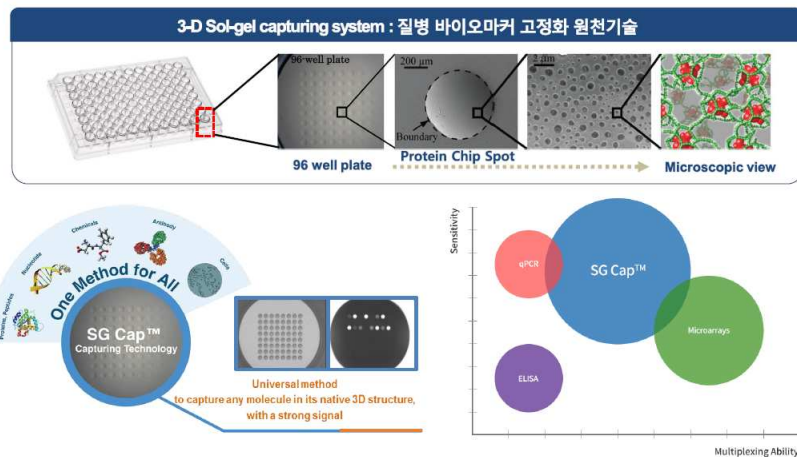 3-D Sol-gel capturing system : 질병 바이오마커 고정화 원천기술
96-well plate
200 µm
2 µm
Boundary
96 well plate
Protein Chip Spot
Microscopic view
Proteins, Peptides
Nucleotide
Chemicals
Antibody
Cells
One Method for All
SG Cap™
Capturing Technology
Universal method
to capture any molecule in its native 3D structure,
with a strong signal
Sensitivity
qPCR
SG Cap™
Microarrays
ELISA
Multiplexing Ability